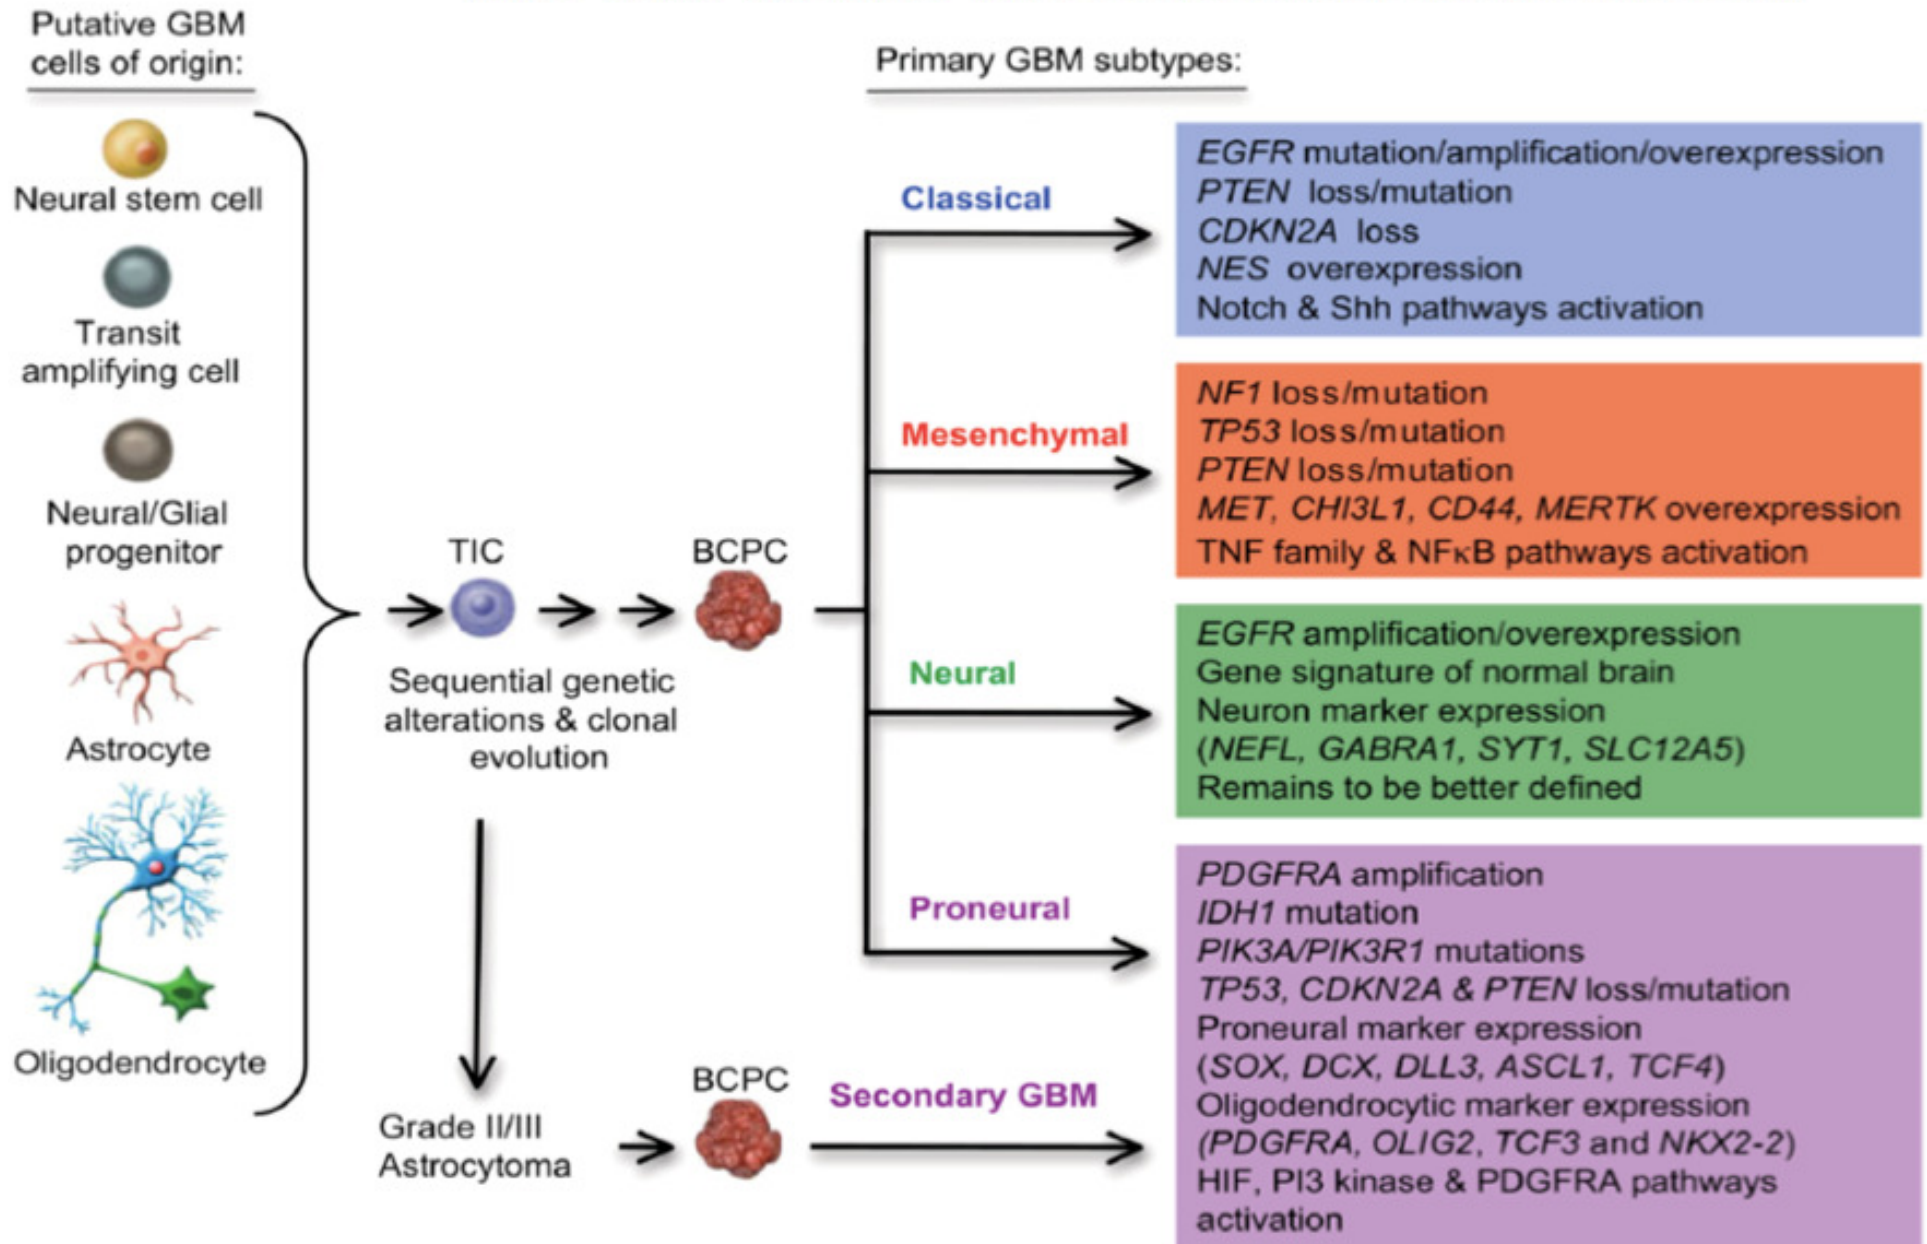 Putative GBM
cells of origin:
Neural stem cell
Transit
amplifying cell
Neural/Glial
progenitor
Astrocyte
Oligodendrocyte
TIC
BCPC
Sequential genetic
alterations & clonal
evolution
Grade II/III
Astrocytoma
BCPC
Secondary GBM
Primary GBM subtypes:
Classical
EGFR mutation/amplification/overexpression
PTEN loss/mutation
CDKN2A loss
NES overexpression
Notch & Shh pathways activation
Mesenchymal
NF1 loss/mutation
TP53 loss/mutation
PTEN loss/mutation
MET, CHI3L1, CD44, MERTK overexpression
TNF family & NFκB pathways activation
Neural
EGFR amplification/overexpression
Gene signature of normal brain
Neuron marker expression
(NEFL, GABRA1, SYT1, SLC12A5)
Remains to be better defined
Proneural
PDGFRA amplification
IDH1 mutation
PIK3A/PIK3R1 mutations
TP53, CDKN2A & PTEN loss/mutation
Proneural marker expression
(SOX, DCX, DLL3, ASCL1, TCF4)
Oligodendrocytic marker expression
(PDGFRA, OLIG2, TCF3 and NKX2-2)
HIF, PI3 kinase & PDGFRA pathways
activation